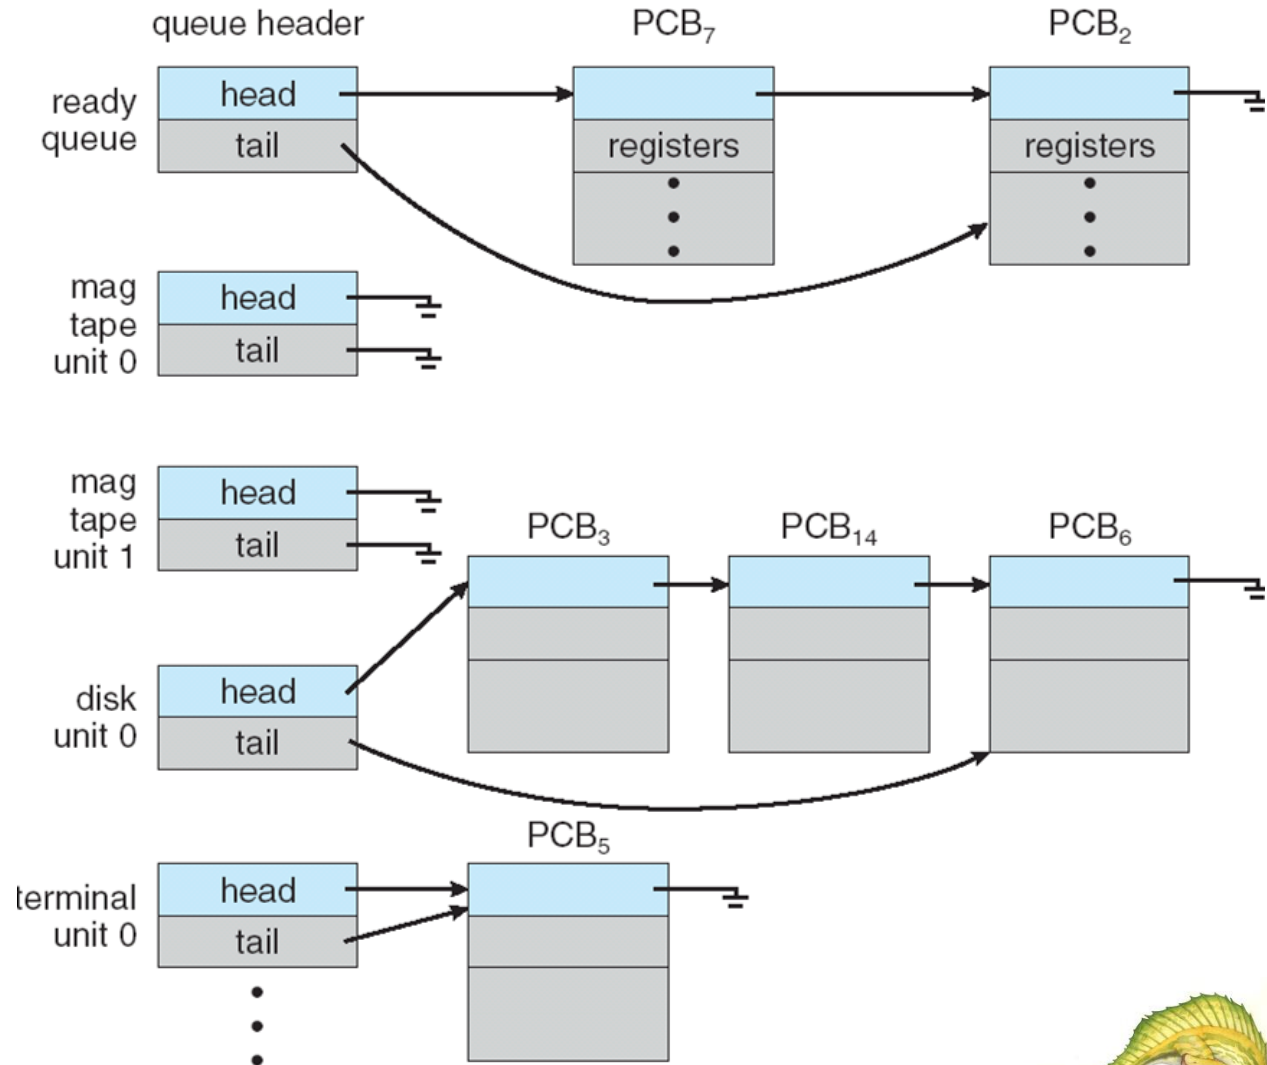 queue header
PCB₇
PCB₂
ready
queue
head
tail
registers
registers
mag
tape
unit 0
head
tail
mag
tape
unit 1
head
tail
PCB₃
PCB₁₄
PCB₆
disk
unit 0
head
tail
PCB₅
terminal
unit 0
head
tail